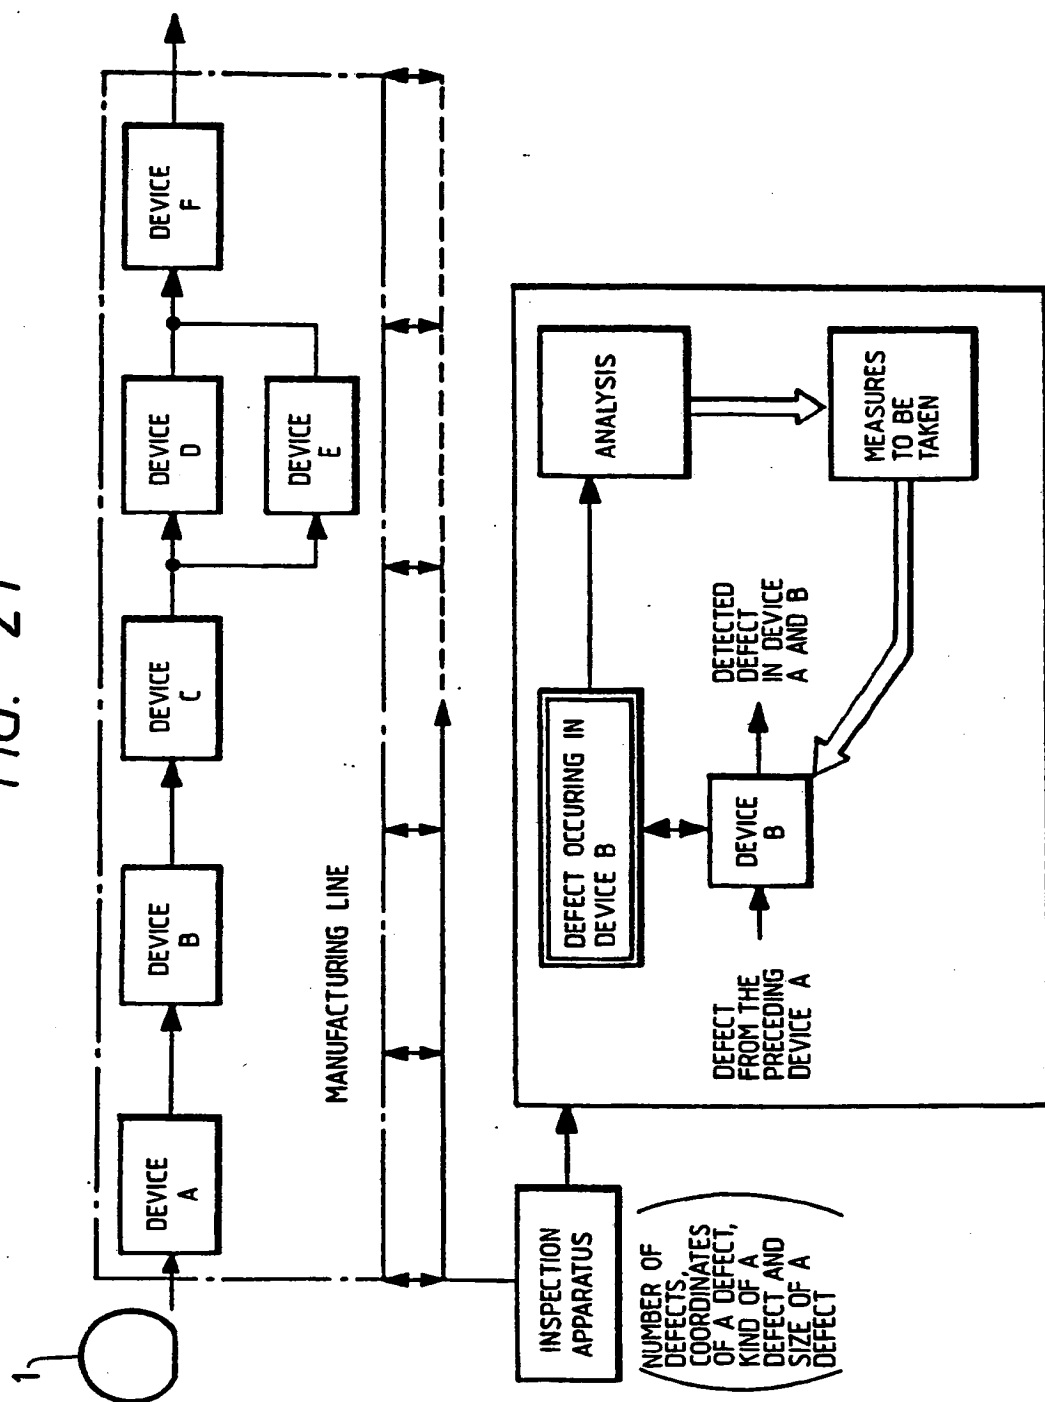 FIG. 21
1
DEVICE
A
DEVICE
B
DEVICE
C
DEVICE
D
DEVICE
E
DEVICE
F
MANUFACTURING LINE
INSPECTION
APPARATUS
(NUMBER OF
DEFECTS,
COORDINATES
OF A DEFECT,
KIND OF A
DEFECT AND
SIZE OF A
DEFECT)
DEFECT OCCURING IN
DEVICE B
ANALYSIS
DEFECT
FROM THE
PRECEDING
DEVICE A
DEVICE
B
DETECTED
DEFECT
IN DEVICE
A AND B
MEASURES
TO BE
TAKEN